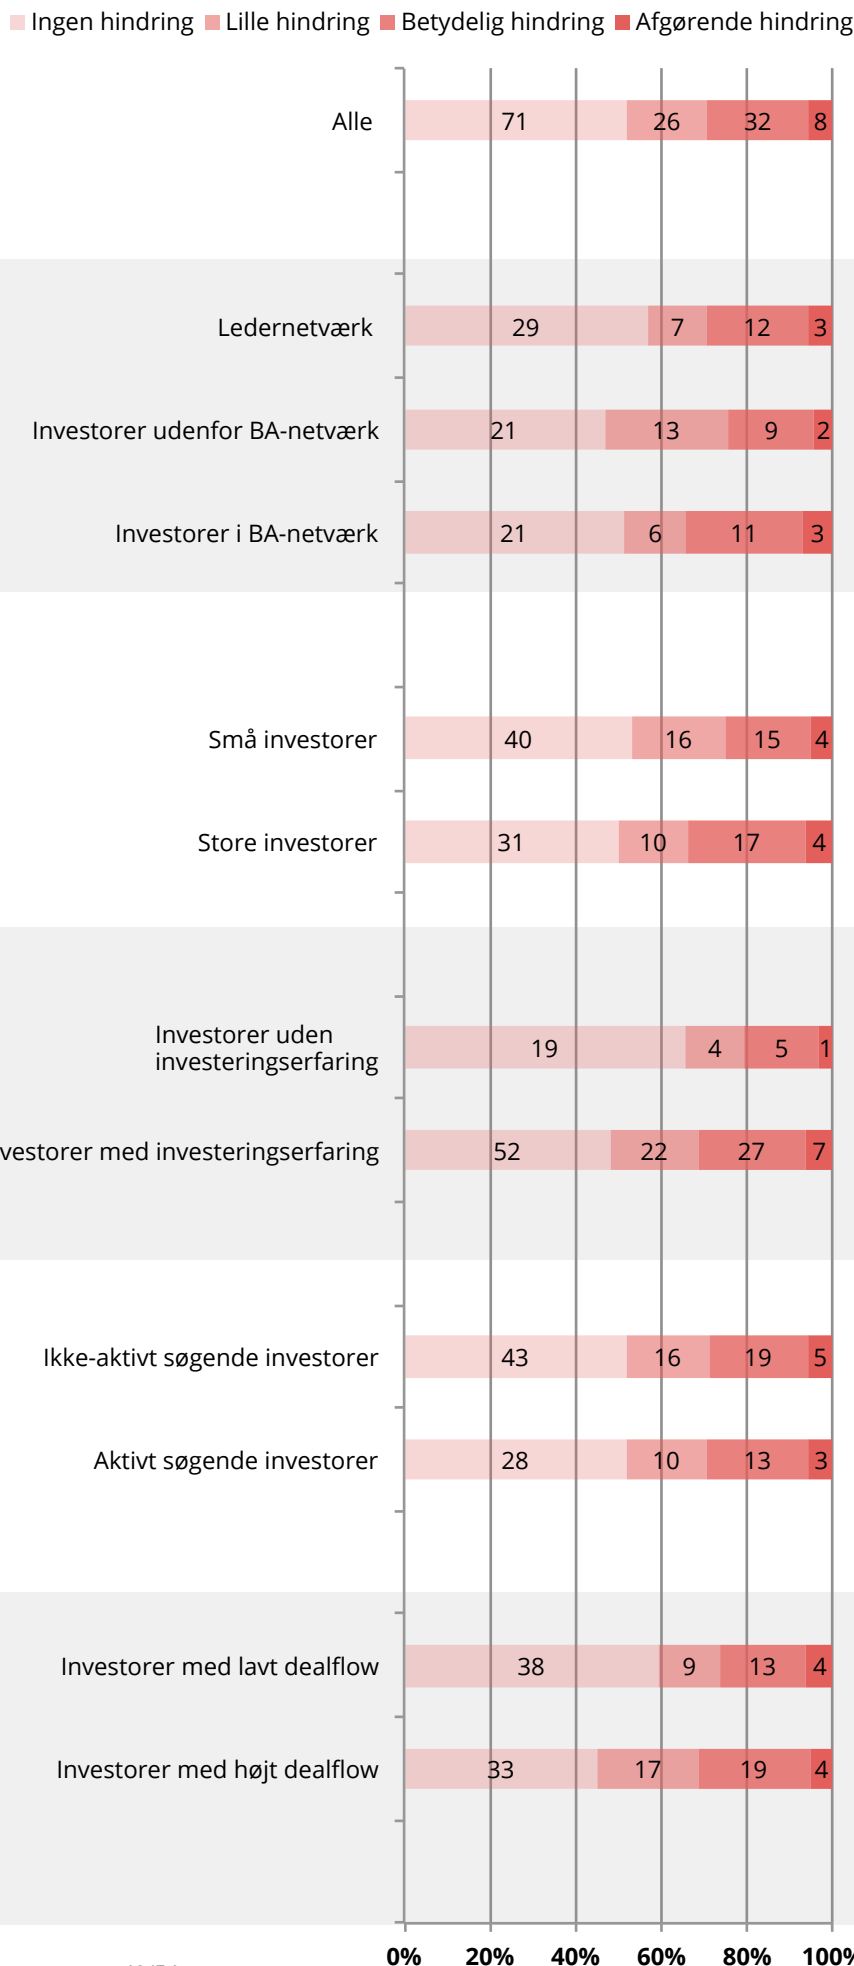 Ingen hindring Lille hindring Betydelig hindring Afgørende hindring
Alle 71 26 32 8
Ledernetværk 29 7 12 3
Investorer udenfor BA-netværk 21 13 9 2
Investorer i BA-netværk 21 6 11 3
Små investorer 40 16 15 4
Store investorer 31 10 17 4
Investorer uden
investeringserfaring 19 4 5 1
vestorer med investeringserfaring 52 22 27 7
Ikke-aktivt søgende investorer 43 16 19 5
Aktivt søgende investorer 28 10 13 3
Investorer med lavt dealflow 38 9 13 4
Investorer med højt dealflow 33 17 19 4
0% 20% 40% 60% 80% 100%